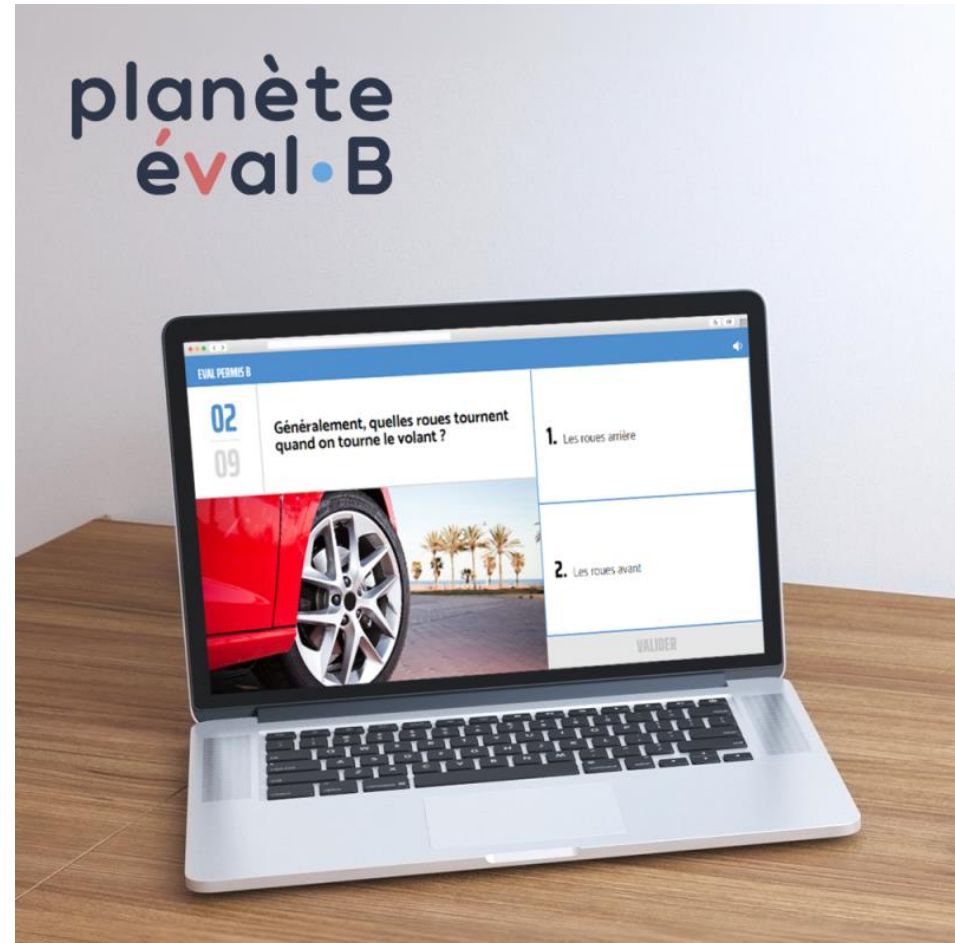 planète
éval•B
EVAL PERMIS B
02
09
Généralement, quelles roues tournent
quand on tourne le volant ?
1. Les roues arrière
2. Les roues avant
VALIDER